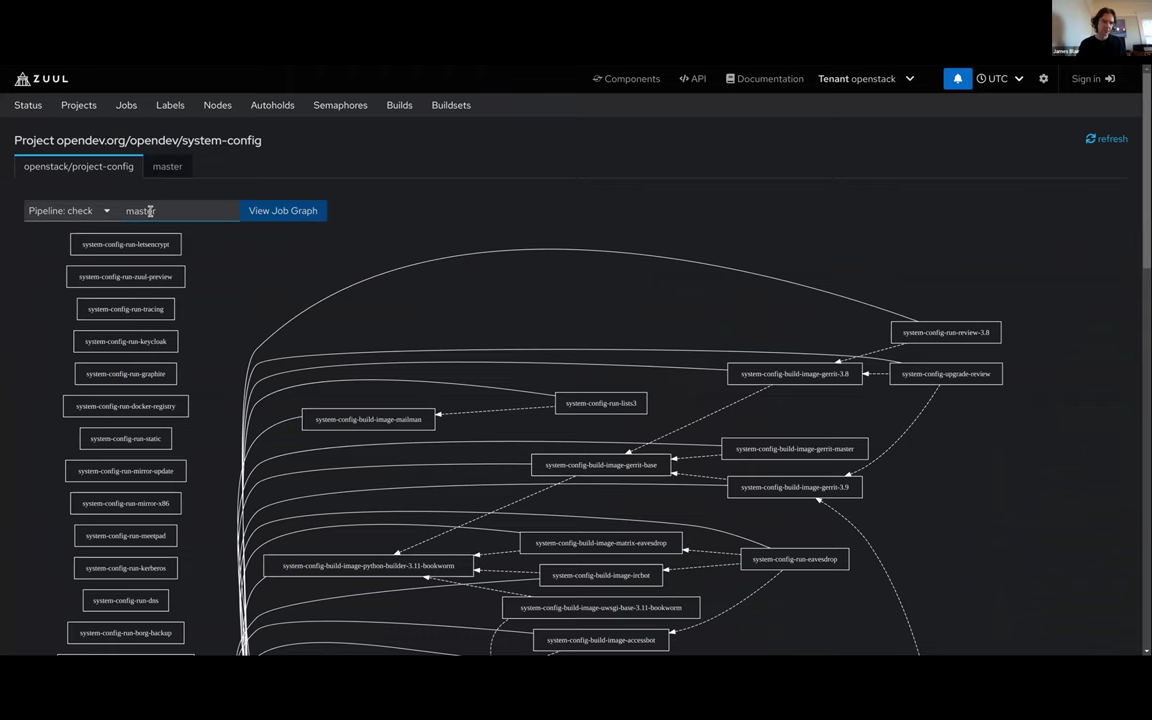 James Blair
ZUUL
Components
API
Documentation
Tenant openstack
UTC
Sign in
Status
Projects
Jobs
Labels
Nodes
Autoholds
Semaphores
Builds
Buildsets
Project opendev.org/opendev/system-config
refresh
openstack/project-config
master
Pipeline: check
master
View Job Graph
system-config-run-letsencrypt
system-config-run-zuul-preview
system-config-run-tracing
system-config-run-review-3.8
system-config-run-keycloak
system-config-run-graphite
system-config-build-image-gerrit-3.8
system-config-upgrade-review
system-config-run-docker-registry
system-config-run-lists3
system-config-build-image-mailman
system-config-run-static
system-config-build-image-gerrit-master
system-config-run-mirror-update
system-config-build-image-gerrit-base
system-config-build-image-gerrit-3.9
system-config-run-mirror-x86
system-config-run-meetpad
system-config-build-image-matrix-eavesdrop
system-config-run-eavesdrop
system-config-run-kerberos
system-config-build-image-python-builder-3.11-bookworm
system-config-build-image-ircbot
system-config-run-dns
system-config-build-image-uwsgi-base-3.11-bookworm
system-config-run-borg-backup
system-config-build-image-accessbot